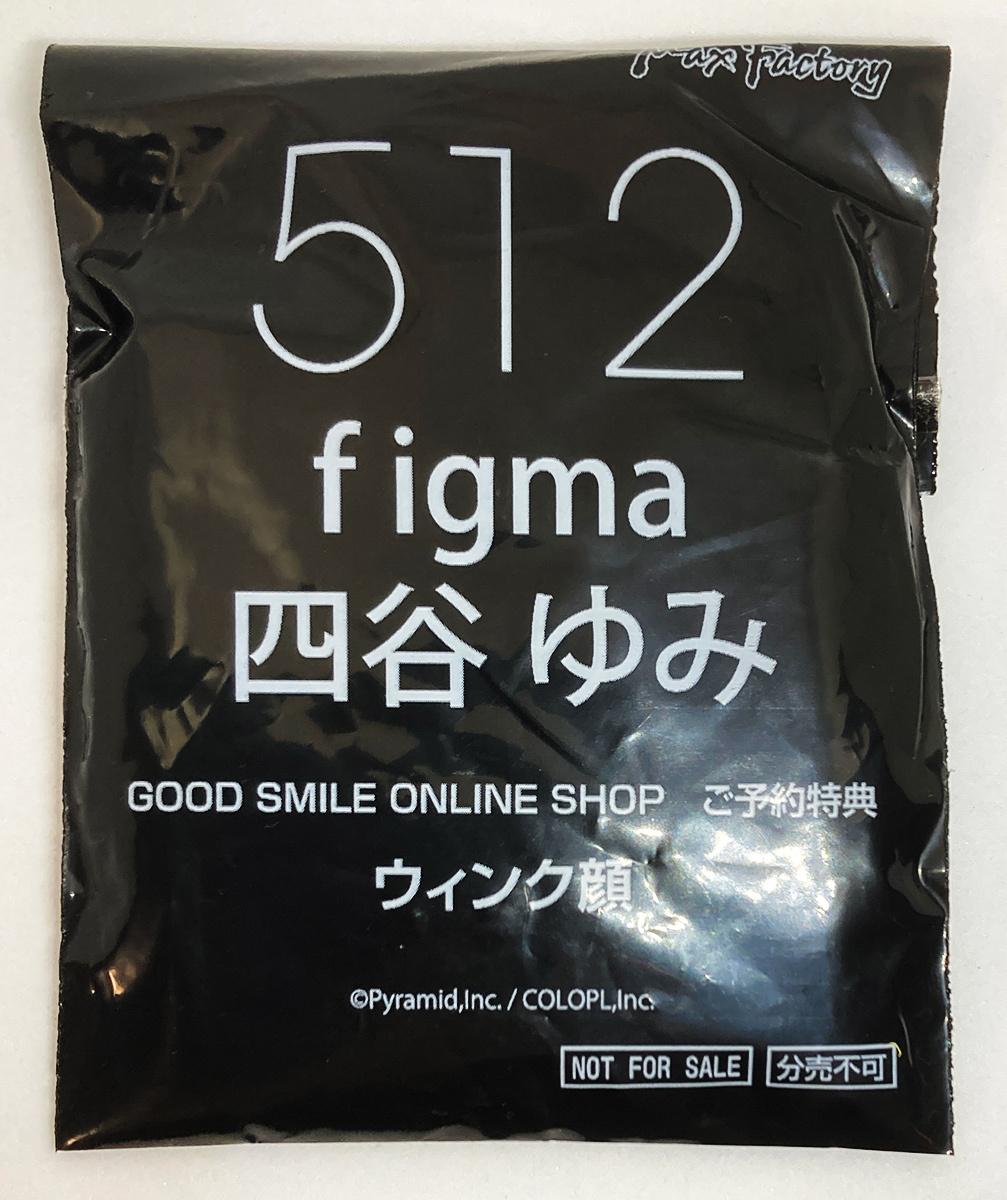 Max Factory
512
figma
四谷 ゆみ
GOOD SMILE ONLINE SHOP ご予約特典
ウィンク顔
©Pyramid,Inc. / COLOPL,Inc.
NOT FOR SALE 分売不可